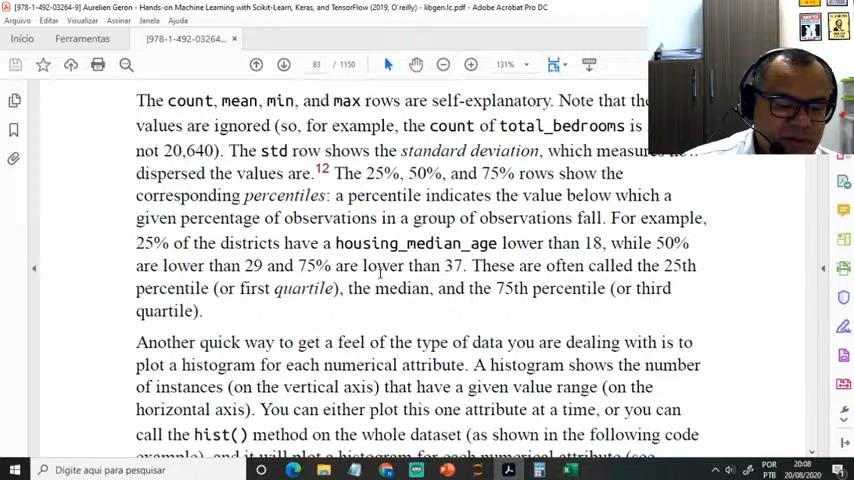 [978-1-492-03264-9] Aurelien Geron - Hands-on Machine Learning with Scikit-Learn, Keras, and TensorFlow (2019, O'reilly) - libgen.lc.pdf - Adobe Acrobat Pro DC
Arquivo Editar Visualizar Assinar Janela Ajuda
Início Ferramentas [978-1-492-03264... ×
83 / 1150 131%
The count, mean, min, and max rows are self-explanatory. Note that the
values are ignored (so, for example, the count of total_bedrooms is
not 20,640). The std row shows the standard deviation, which measures
dispersed the values are.12 The 25%, 50%, and 75% rows show the
corresponding percentiles: a percentile indicates the value below which a
given percentage of observations in a group of observations fall. For example,
25% of the districts have a housing_median_age lower than 18, while 50%
are lower than 29 and 75% are lower than 37. These are often called the 25th
percentile (or first quartile), the median, and the 75th percentile (or third
quartile).
Another quick way to get a feel of the type of data you are dealing with is to
plot a histogram for each numerical attribute. A histogram shows the number
of instances (on the vertical axis) that have a given value range (on the
horizontal axis). You can either plot this one attribute at a time, or you can
call the hist() method on the whole dataset (as shown in the following code
example), and it will plot a histogram for each numerical attribute (see
Digite aqui para pesquisar
POR
PTB
20:08
20/08/2020